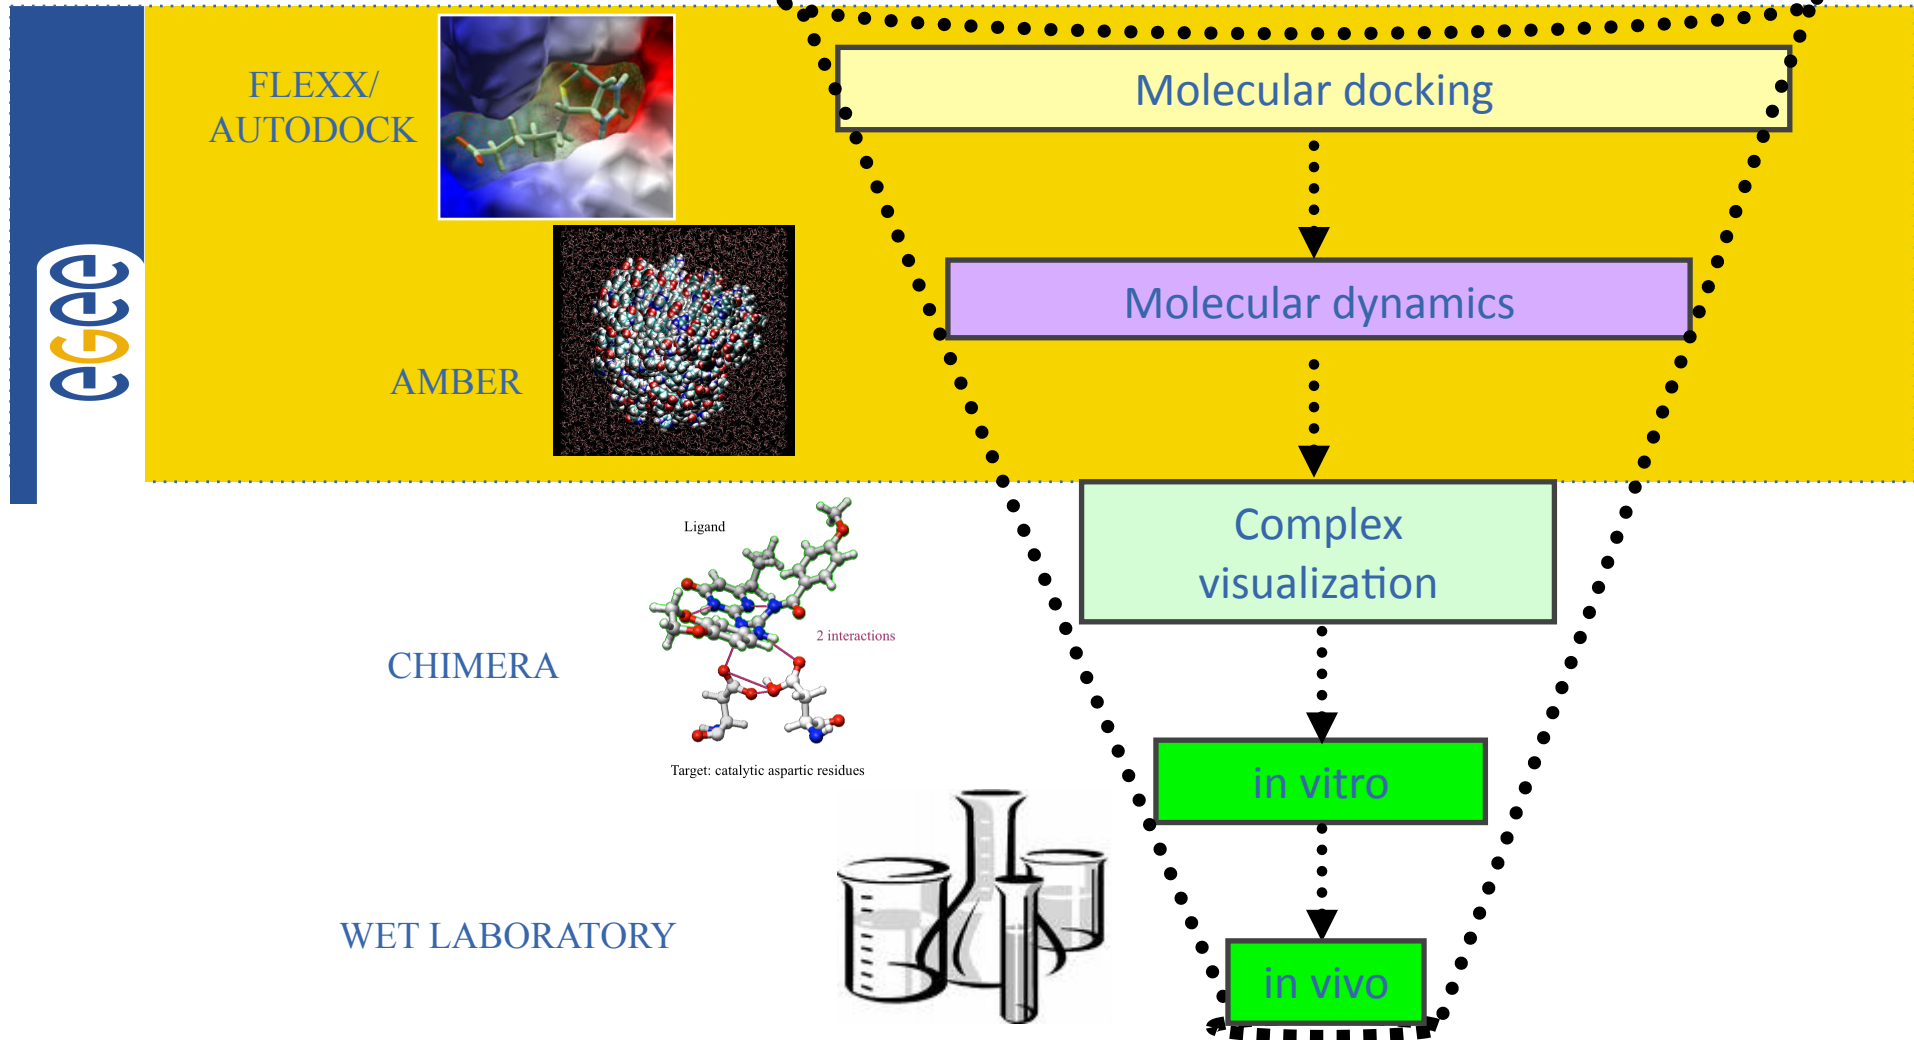 FLEXX/
AUTODOCK
Molecular docking
Molecular dynamics
egee
AMBER
Complex
visualization
Ligand
2 interactions
CHIMERA
Target: catalytic aspartic residues
in vitro
WET LABORATORY
in vivo